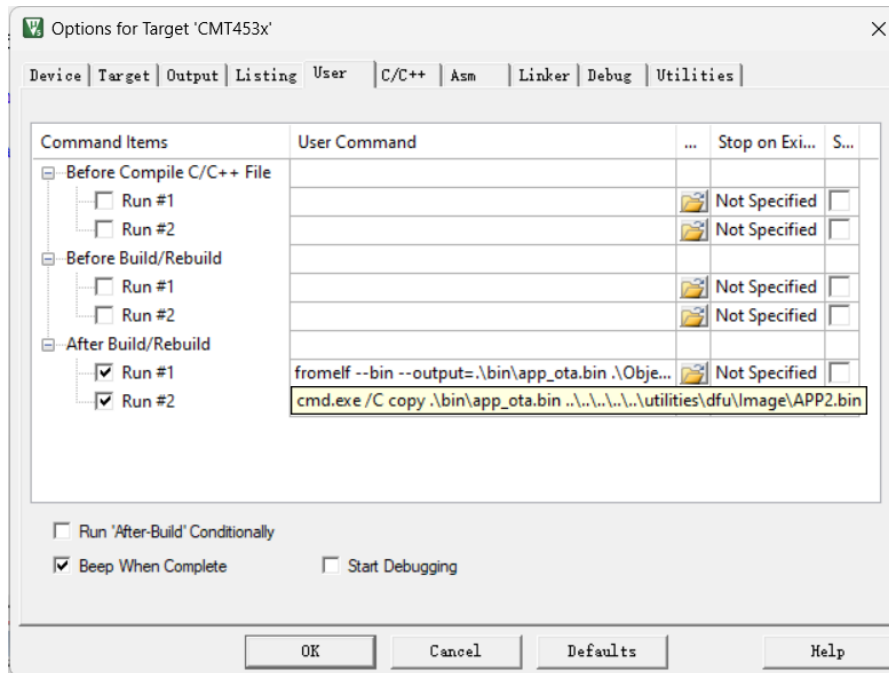 Options for Target 'CMT453x'
Device Target Output Listing User C/C++ Asm Linker Debug Utilities
Command Items User Command ... Stop on Exi... S...
Before Compile C/C++ File
Run #1 Not Specified
Run #2 Not Specified
Before Build/Rebuild
Run #1 Not Specified
Run #2 Not Specified
After Build/Rebuild
Run #1 fromelf --bin --output=.\bin\app_ota.bin .\Obje... Not Specified
Run #2 cmd.exe /C copy .\bin\app_ota.bin ..\..\..\..\..\utilities\dfu\Image\APP2.bin
Run 'After-Build' Conditionally
Beep When Complete Start Debugging
OK Cancel Defaults Help